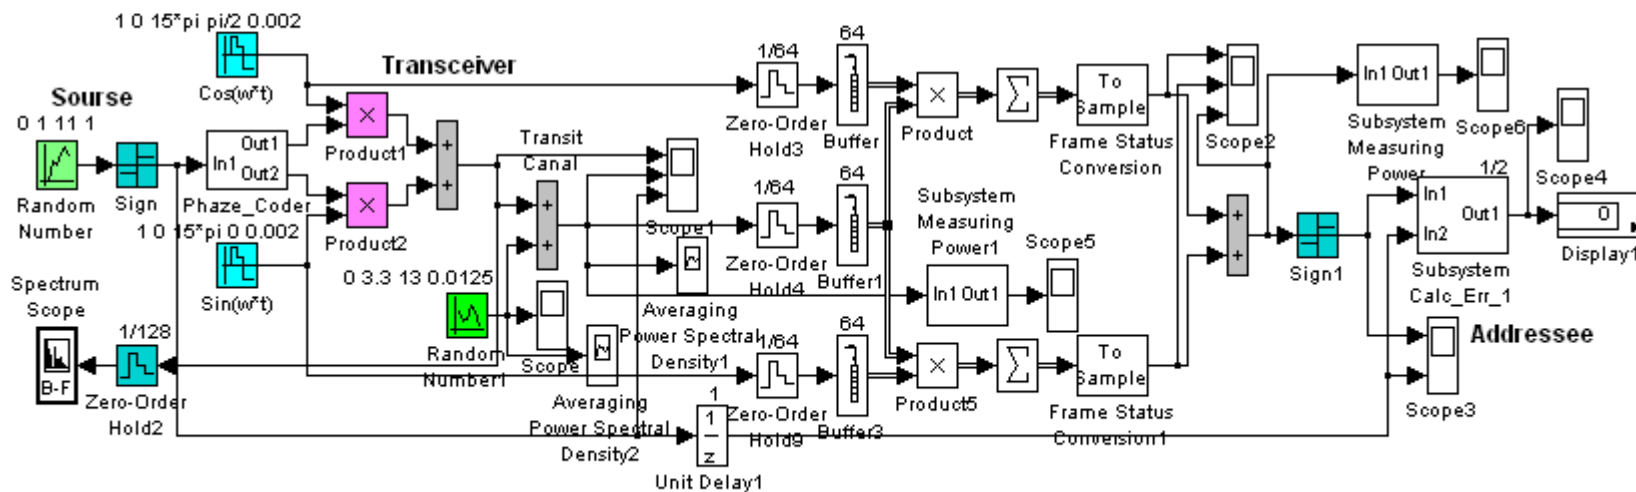 1 0 15*pi pi/2 0.002
Cos(w*t)
Transceiver
Sourse
0 1 11 1
Random
Number
Sign
In1
Out1
Out2
Phaze_Coder
Product1
Product2
1 0 15*pi 0 0.002
Sin(w*t)
Spectrum
Scope
B-F
1/128
Zero-Order
Hold2
0 3.3 13 0.0125
Random
Number1
Transit
Canal
Scope
Scope1
Averaging
Power Spectral
Density1
Averaging
Power Spectral
Density2
1
1
z
Unit Delay1
1/64
Zero-Order
Hold3
64
Buffer
1/64
Zero-Order
Hold4
64
Buffer1
1/64
Zero-Order
Hold9
64
Buffer3
Product
Product5
Subsystem
Measuring
Power1
In1 Out1
Scope5
To
Sample
Frame Status
Conversion
To
Sample
Frame Status
Conversion1
Scope2
In1 Out1
Subsystem
Measuring
Power
Scope6
Scope4
Sign1
1/2
In1
In2
Out1
Subsystem
Calc_Err_1
0
Display1
Addressee
Scope3